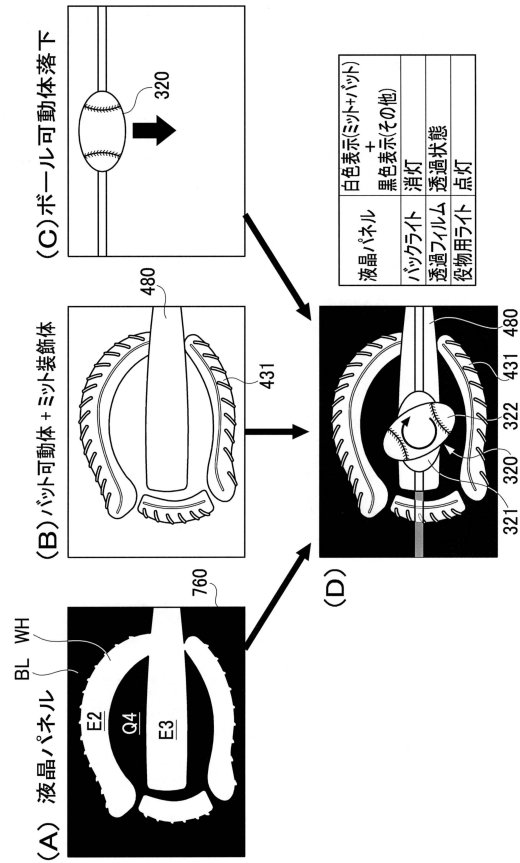 (A) 液晶パネル
BL
WH
E2
Q4
E3
760
(B) バット可動体 + ミット装飾体
480
431
(C) ボール可動体落下
320
(D)
480
431
322
320
321
液晶パネル 白色表示(ミット+バット)
+
黒色表示(その他)
バックライト 消灯
透過フィルム 透過状態
役物用ライト 点灯